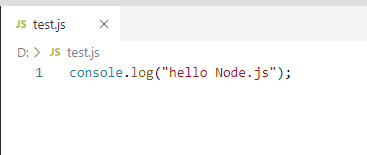 JS test.js ×
D: > JS test.js
1 console.log("hello Node.js");